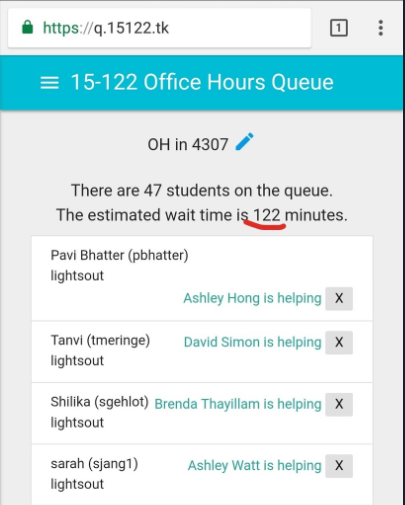 https://q.15122.tk
1
15-122 Office Hours Queue
OH in 4307
There are 47 students on the queue.
The estimated wait time is 122 minutes.
Pavi Bhatter (pbhatter)
lightsout
Ashley Hong is helping X
Tanvi (tmeringe) David Simon is helping X
lightsout
Shilika (sgehlot) Brenda Thayillam is helping X
lightsout
sarah (sjang1) Ashley Watt is helping X
lightsout